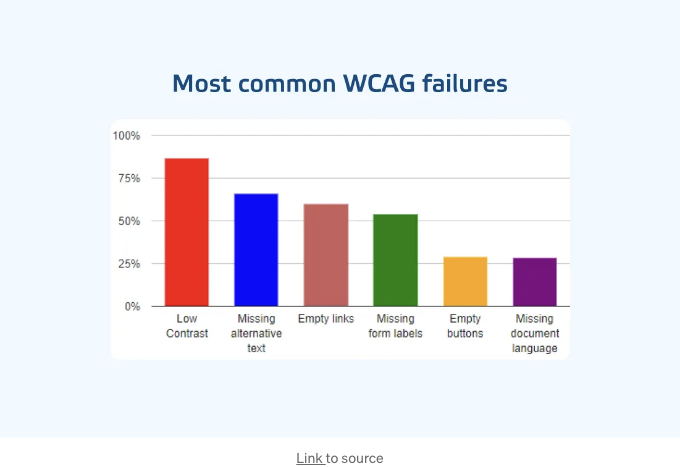 Most common WCAG failures
100%
75%
50%
25%
0%
Low
Contrast
Missing
alternative
text
Empty links
Missing
form labels
Empty
buttons
Missing
document
language
Link to source